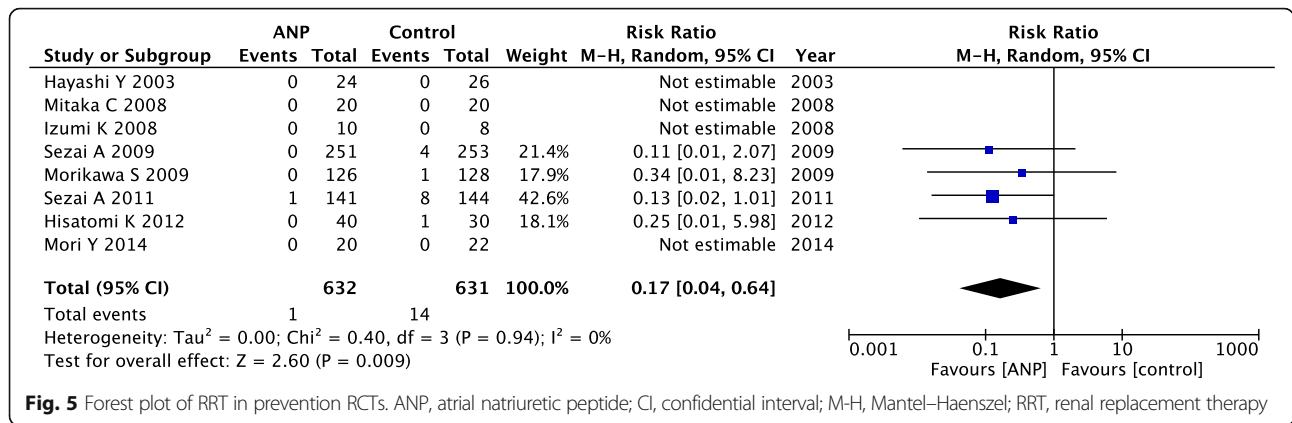 ANP Control Risk Ratio Risk Ratio
Study or Subgroup Events Total Events Total Weight M-H, Random, 95% CI Year M-H, Random, 95% CI
Hayashi Y 2003 0 24 0 26 Not estimable 2003
Mitaka C 2008 0 20 0 20 Not estimable 2008
Izumi K 2008 0 10 0 8 Not estimable 2008
Sezai A 2009 0 251 4 253 21.4% 0.11 [0.01, 2.07] 2009
Morikawa S 2009 0 126 1 128 17.9% 0.34 [0.01, 8.23] 2009
Sezai A 2011 1 141 8 144 42.6% 0.13 [0.02, 1.01] 2011
Hisatomi K 2012 0 40 1 30 18.1% 0.25 [0.01, 5.98] 2012
Mori Y 2014 0 20 0 22 Not estimable 2014
Total (95% CI) 632 631 100.0% 0.17 [0.04, 0.64]
Total events 1 14
Heterogeneity: Tau² = 0.00; Chi² = 0.40, df = 3 (P = 0.94); I² = 0%
Test for overall effect: Z = 2.60 (P = 0.009)
0.001 0.1 1 10 1000
Favours [ANP] Favours [control]
Fig. 5 Forest plot of RRT in prevention RCTs. ANP, atrial natriuretic peptide; CI, confidential interval; M-H, Mantel–Haenszel; RRT, renal replacement therapy